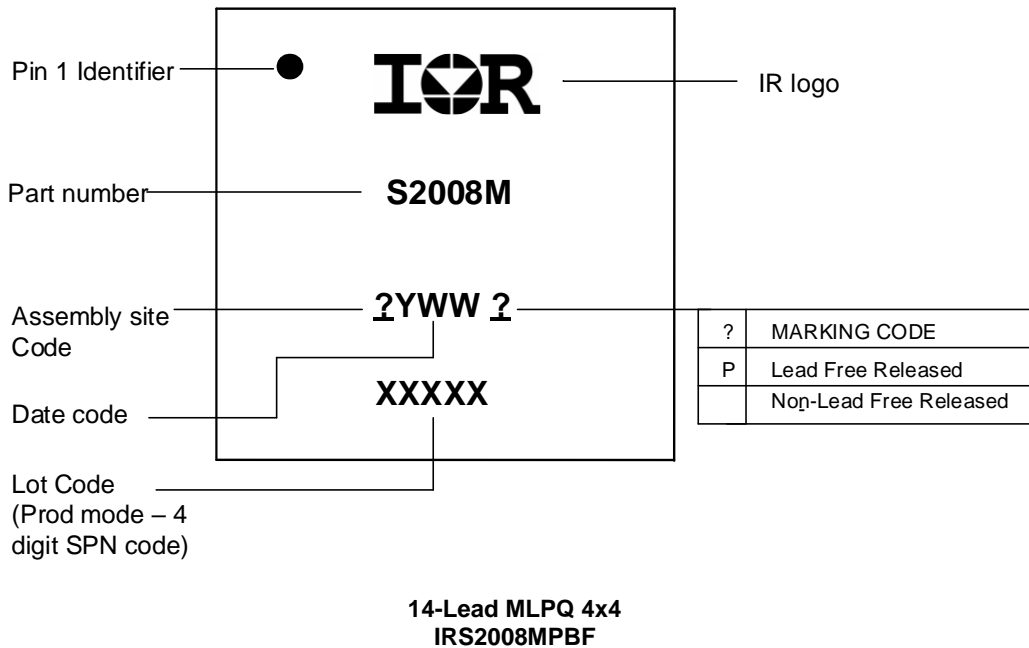 Pin 1 Identifier
IOR
IR logo
Part number
S2008M
Assembly site
Code
?YWW ?
? MARKING CODE
P Lead Free Released
Non-Lead Free Released
Date code
XXXXX
Lot Code
(Prod mode – 4
digit SPN code)
14-Lead MLPQ 4x4
IRS2008MPBF